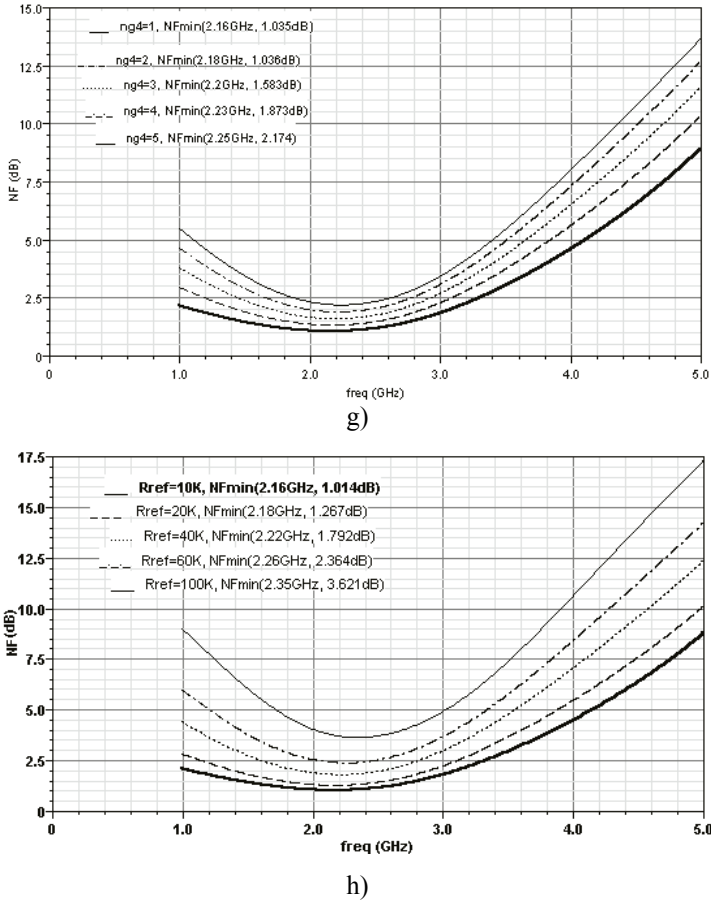 15.0
ng4=1, NFmin(2.16GHz, 1.035dB)
ng4=2, NFmin(2.18GHz, 1.036dB)
12.5
ng4=3, NFmin(2.2GHz, 1.583dB)
ng4=4, NFmin(2.23GHz, 1.873dB)
10.0
ng4=5, NFmin(2.25GHz, 2.174)
7.5
NF (dB)
5.0
2.5
0
0 1.0 2.0 3.0 4.0 5.0
freq (GHz)
g)
17.5
Rref=10K, NFmin(2.16GHz, 1.014dB)
15.0
Rref=20K, NFmin(2.18GHz, 1.267dB)
Rref=40K, NFmin(2.22GHz, 1.792dB)
12.5
Rref=60K, NFmin(2.26GHz, 2.364dB)
Rref=100K, NFmin(2.35GHz, 3.621dB)
10.0
NF(dB)
7.5
5.0
2.5
0
0 1.0 2.0 3.0 4.0 5.0
freq (GHz)
h)